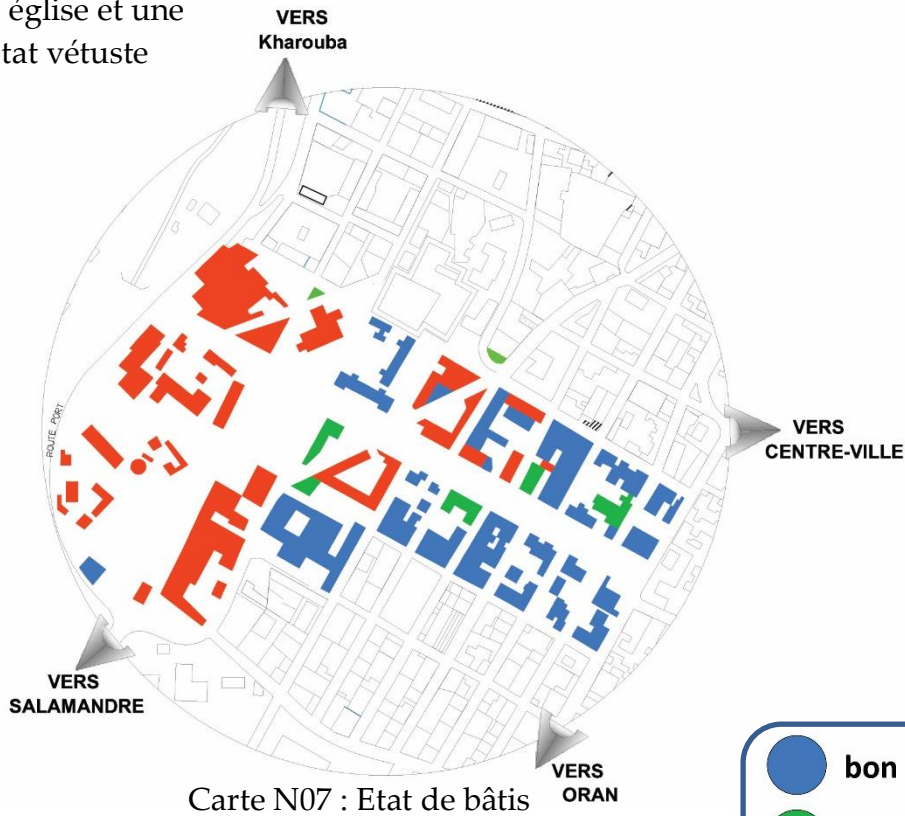 église et une
tat vétuste
VERS
Kharouba
ROUTE PORT
VERS
CENTRE-VILLE
VERS
SALAMANDRE
VERS
ORAN
Carte N07 : Etat de bâtis
bon